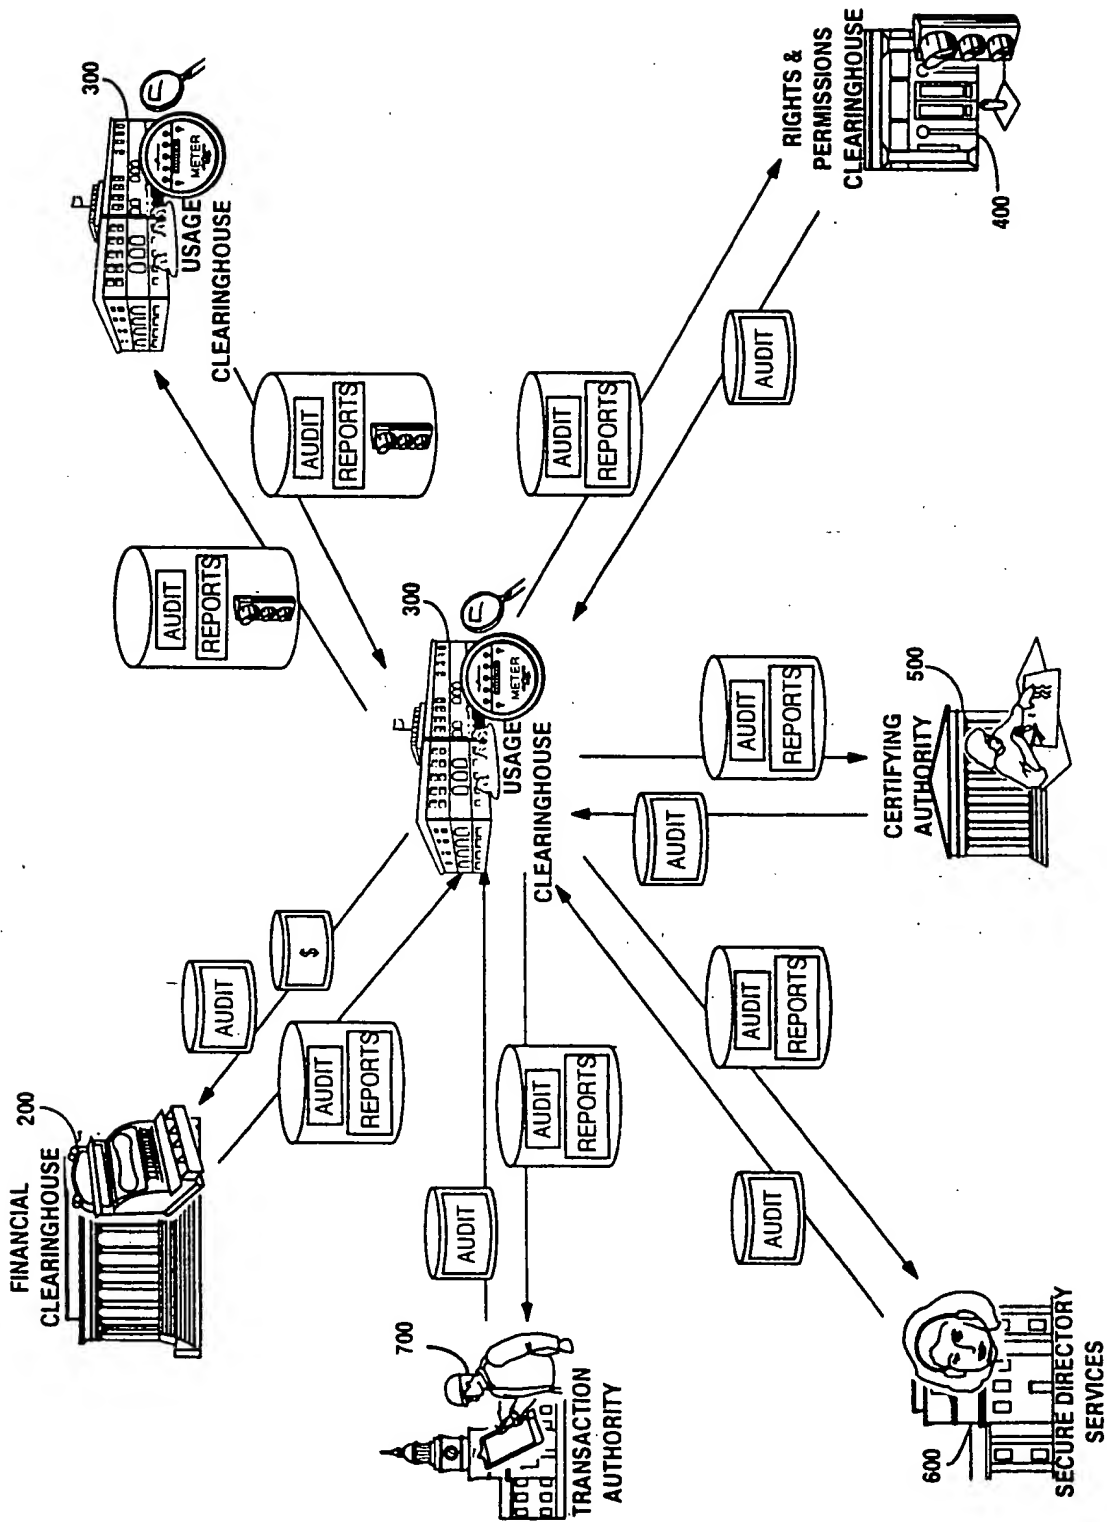 FINANCIAL
CLEARINGHOUSE
200
AUDIT
$
AUDIT
REPORTS
AUDIT
REPORTS
300
METER
USAGE
CLEARINGHOUSE
AUDIT
REPORTS
700
TRANSACTION
AUTHORITY
AUDIT
AUDIT
REPORTS
300
METER
USAGE
CLEARINGHOUSE
AUDIT
REPORTS
AUDIT
RIGHTS &
PERMISSIONS
CLEARINGHOUSE
400
600
SECURE DIRECTORY
SERVICES
AUDIT
AUDIT
REPORTS
AUDIT
AUDIT
REPORTS
CERTIFYING
AUTHORITY
500